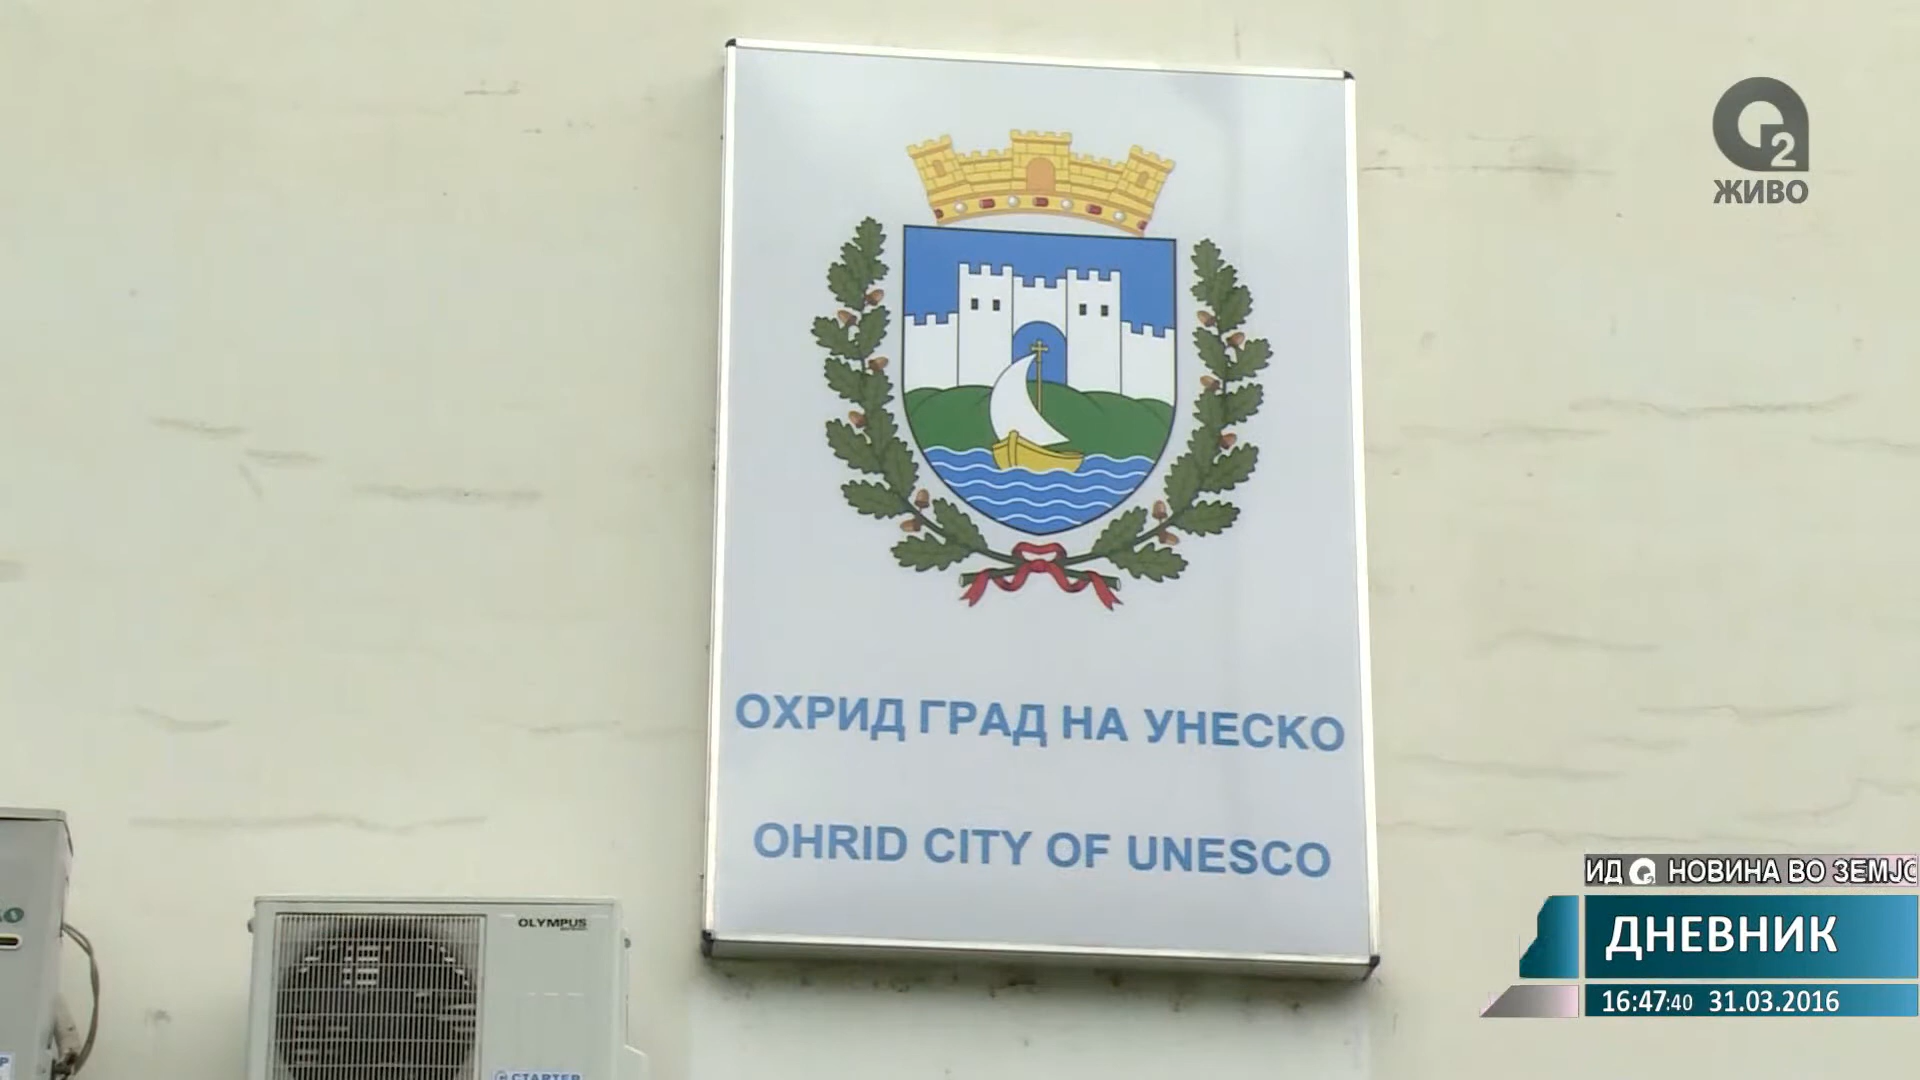 2
ЖИВО
ОХРИД ГРАД НА УНЕСКО
OHRID CITY OF UNESCO
OLYMPUS
ИД НОВИНА ВО ЗЕМЈО
ДНЕВНИК
16:47:40 31.03.2016